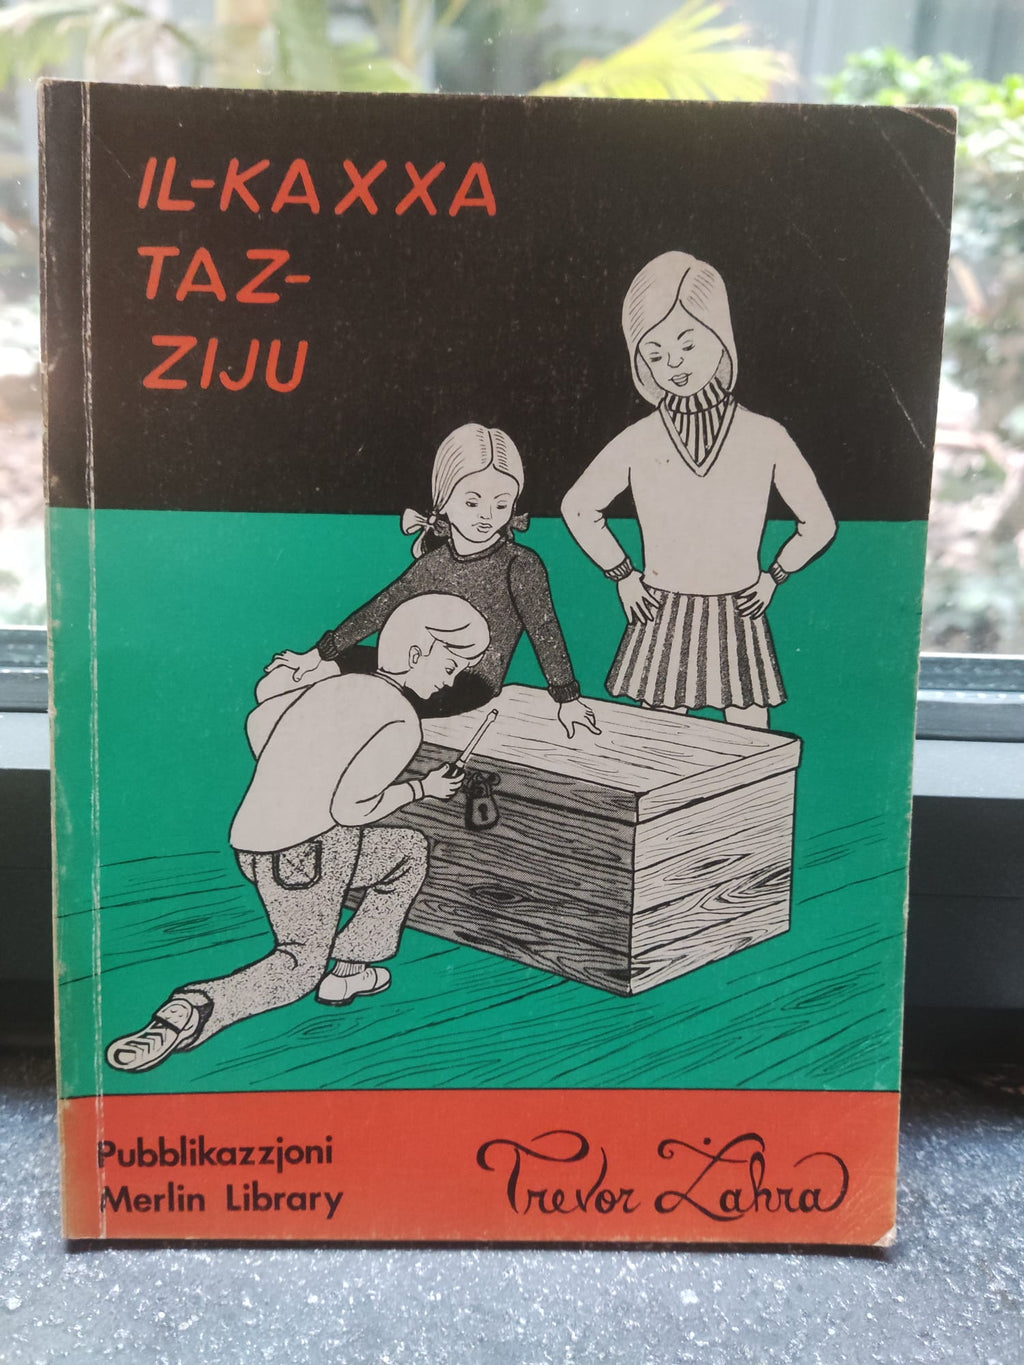 IL-KAXXA
TAZ-
ZIJU
Pubblikazzjoni
Merlin Library
Trevor Żahra